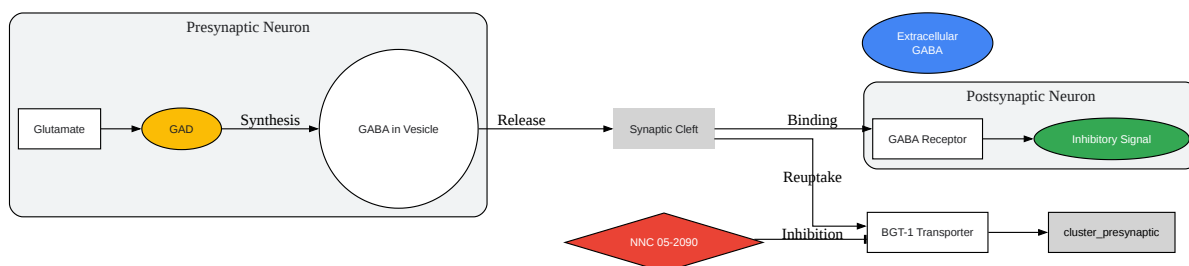 Presynaptic Neuron
Glutamate
GAD
Synthesis
GABA in Vesicle
Release
Synaptic Cleft
Extracellular
GABA
Binding
Postsynaptic Neuron
GABA Receptor
Inhibitory Signal
Reuptake
NNC 05-2090
Inhibition
BGT-1 Transporter
cluster_presynaptic